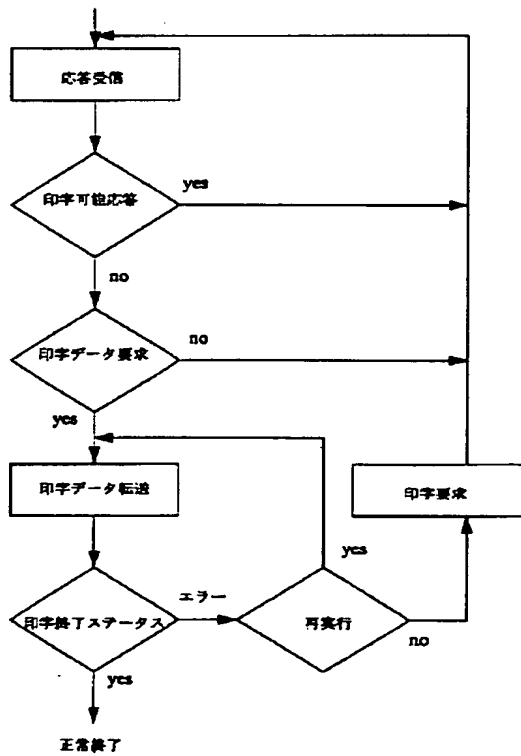 応答受信
印字可能応答
yes
no
印字データ要求
no
yes
印字データ転送
印字要求
yes
印字終了ステータス
エラー
再実行
no
yes
正常終了